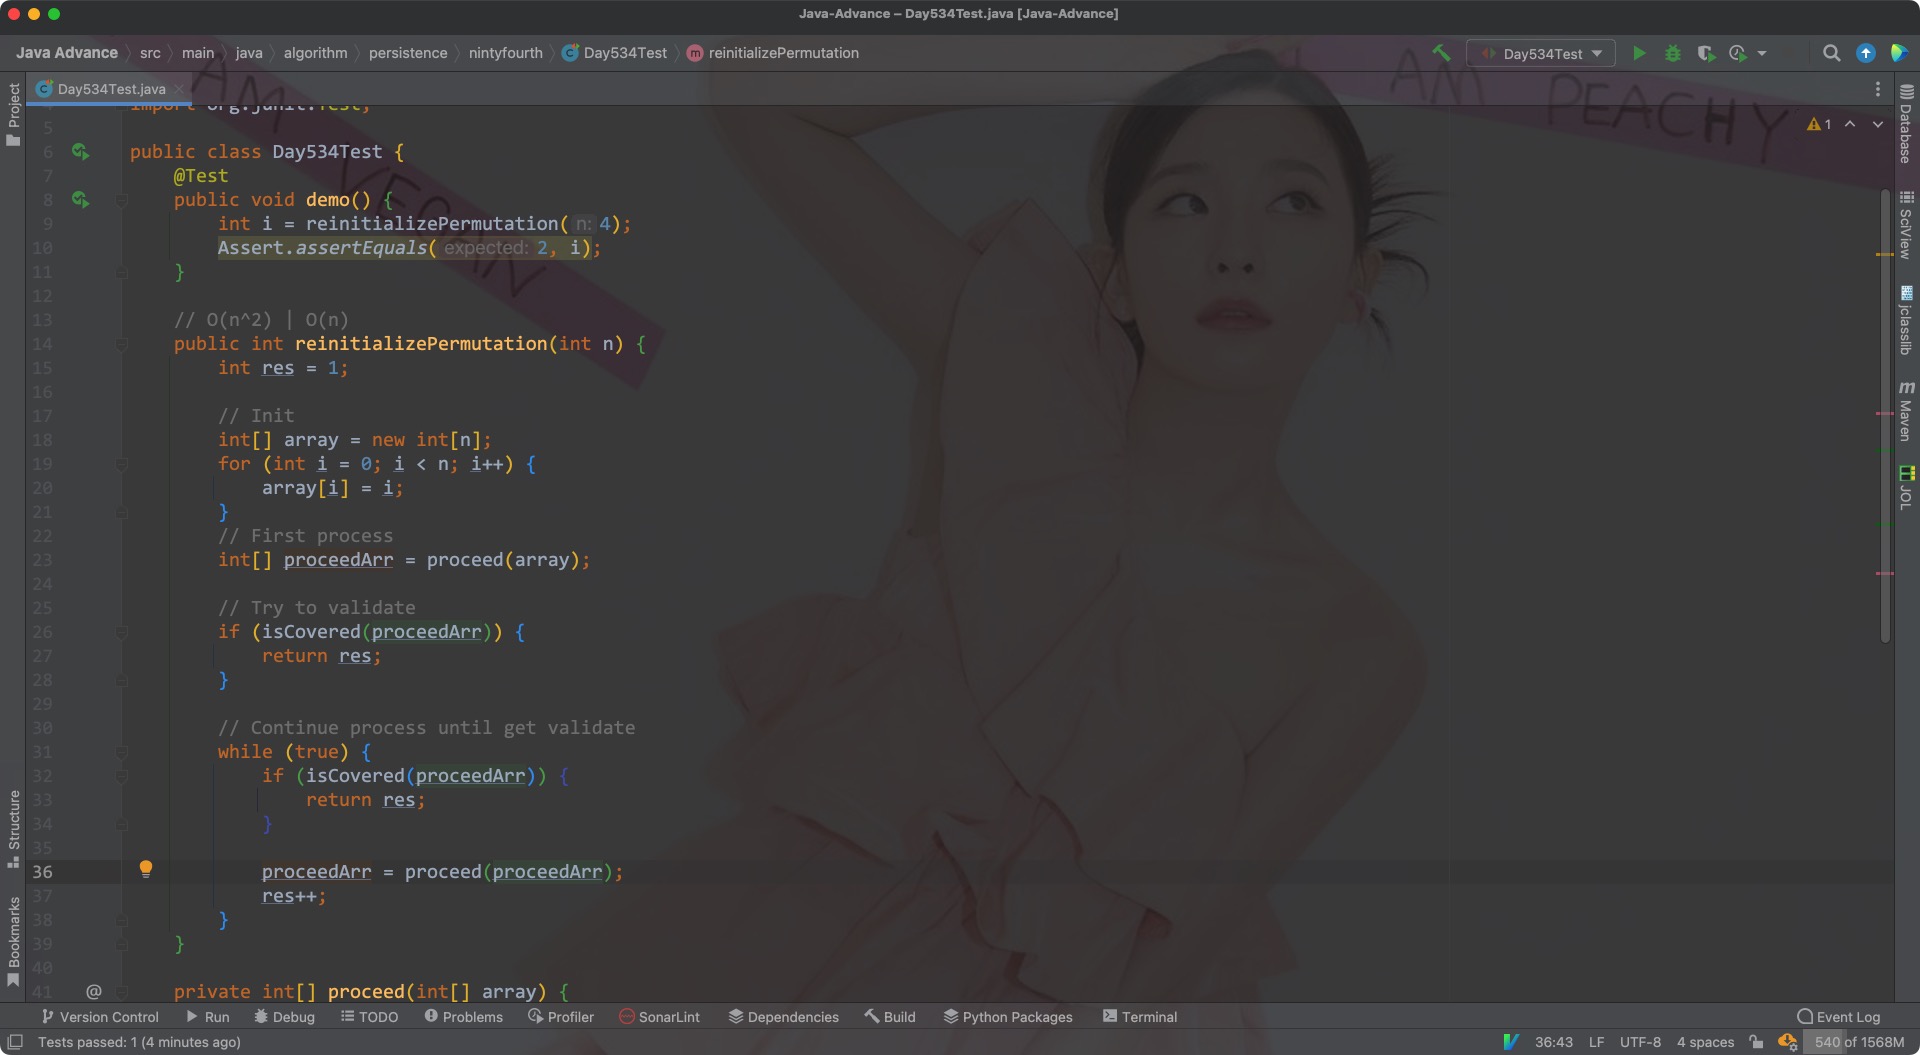 Java-Advance – Day534Test.java [Java-Advance]
Java Advance src main java algorithm persistence nintyfourth Day534Test reinitializePermutation
Day534Test
Project
Day534Test.java
import org.junit.Test;
5
6 public class Day534Test {
7 @Test
8 public void demo() {
9 int i = reinitializePermutation( n: 4);
10 Assert.assertEquals( expected: 2, i);
11 }
12
13 // O(n^2) | O(n)
14 public int reinitializePermutation(int n) {
15 int res = 1;
16
17 // Init
18 int[] array = new int[n];
19 for (int i = 0; i < n; i++) {
20 array[i] = i;
21 }
22 // First process
23 int[] proceedArr = proceed(array);
24
25 // Try to validate
26 if (isCovered(proceedArr)) {
27 return res;
28 }
29
30 // Continue process until get validate
31 while (true) {
32 if (isCovered(proceedArr)) {
33 return res;
34 }
35
36 proceedArr = proceed(proceedArr);
37 res++;
38 }
39 }
40
41 @ private int[] proceed(int[] array) {
1
AM VEGAN
AM PEACHY
Database
SciView
jclasslib
Maven
JOL
Structure
Bookmarks
Version Control Run Debug TODO Problems Profiler SonarLint Dependencies Build Python Packages Terminal Event Log
Tests passed: 1 (4 minutes ago) 36:43 LF UTF-8 4 spaces 540 of 1568M